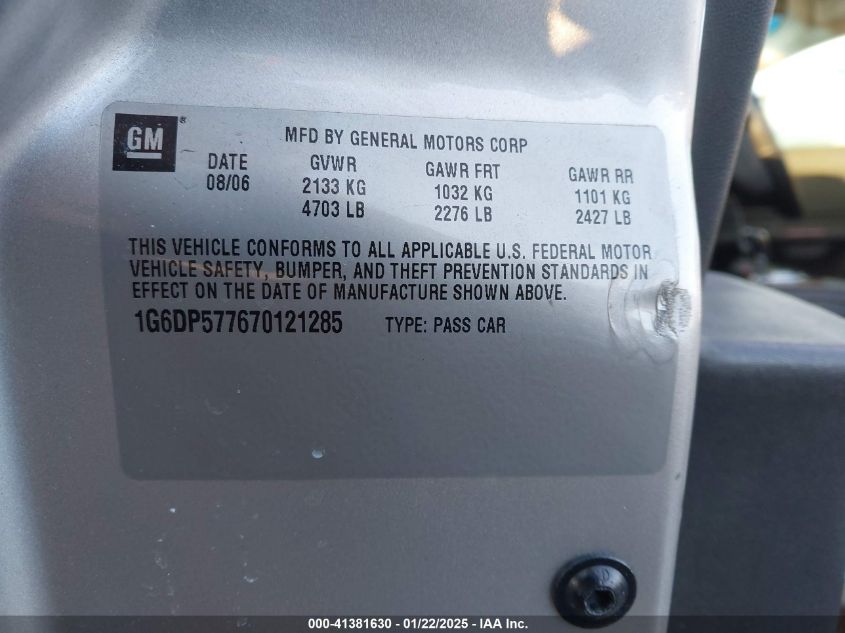 GM®
MFD BY GENERAL MOTORS CORP
DATE GVWR GAWR FRT GAWR RR
08/06 2133 KG 1032 KG 1101 KG
4703 LB 2276 LB 2427 LB
THIS VEHICLE CONFORMS TO ALL APPLICABLE U.S. FEDERAL MOTOR
VEHICLE SAFETY, BUMPER, AND THEFT PREVENTION STANDARDS IN
EFFECT ON THE DATE OF MANUFACTURE SHOWN ABOVE.
1G6DP577670121285 TYPE: PASS CAR
000-41381630 - 01/22/2025 - IAA Inc.